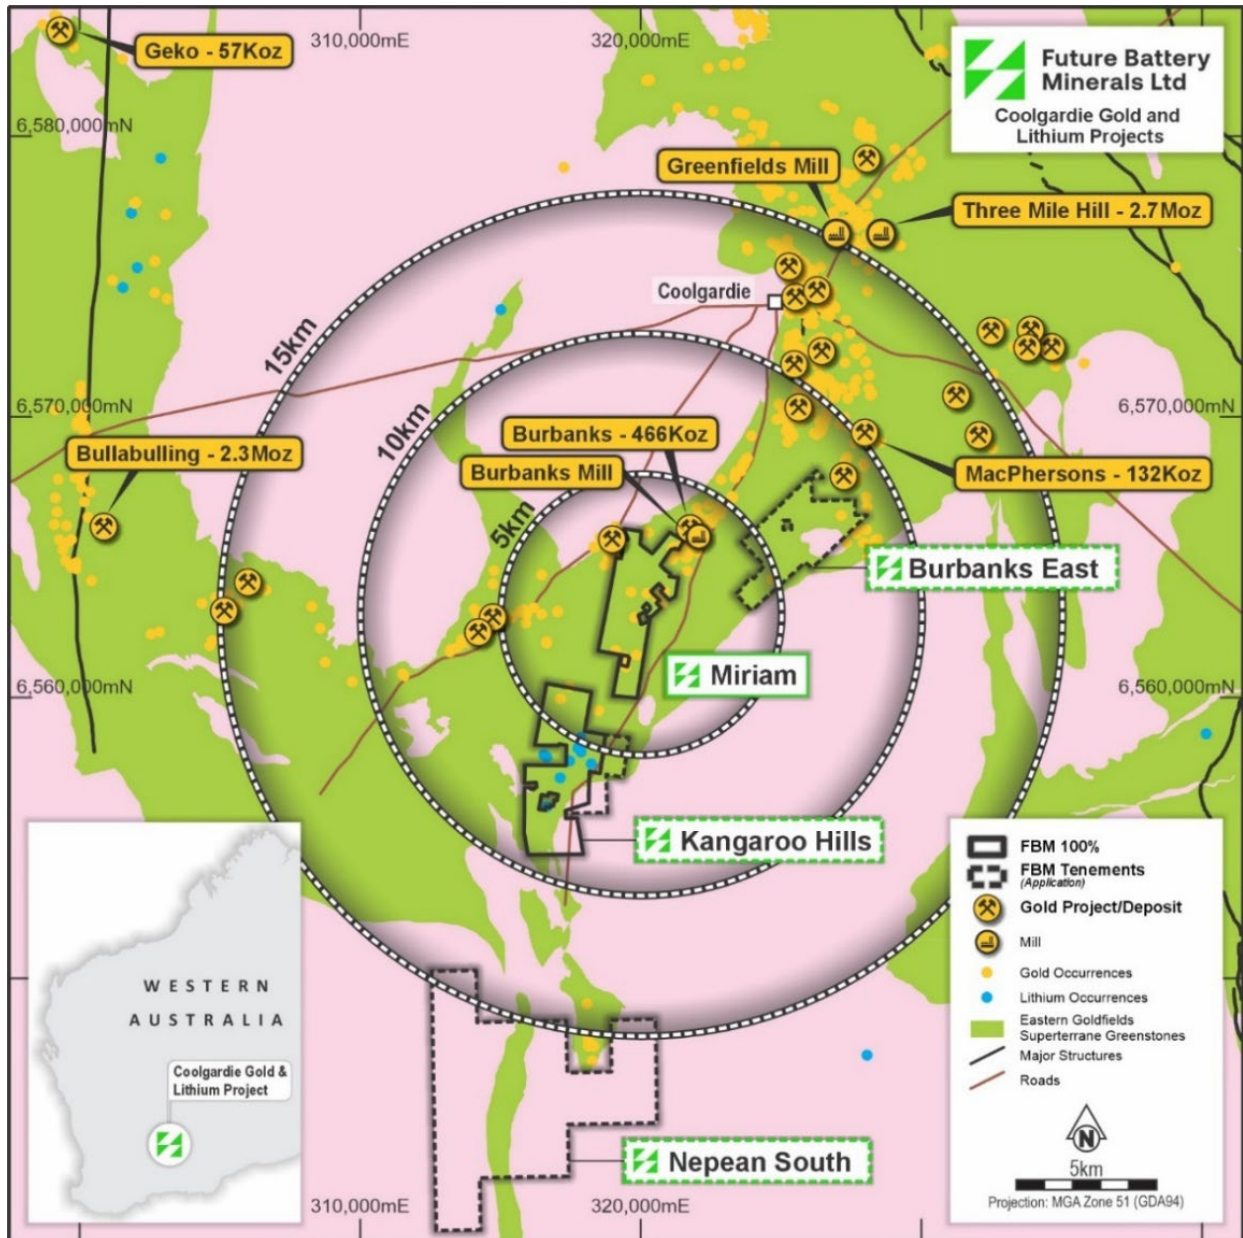 310,000mE
320,000mE
Geko - 57Koz
Future Battery
Minerals Ltd
Coolgardie Gold and
Lithium Projects
6,580,000mN
Greenfields Mill
Three Mile Hill - 2.7Moz
Coolgardie
15km
10km
5km
6,570,000mN
6,570,000mN
Burbanks - 466Koz
Burbanks Mill
Bullabulling - 2.3Moz
MacPhersons - 132Koz
Burbanks East
Miriam
6,560,000mN
6,560,000mN
Kangaroo Hills
Nepean South
WESTERN
AUSTRALIA
Coolgardie Gold &
Lithium Project
FBM 100%
FBM Tenements
(Application)
Gold Project/Deposit
Mill
Gold Occurrences
Lithium Occurrences
Eastern Goldfields
Superterrane Greenstones
Major Structures
Roads
N
5km
Projection: MGA Zone 51 (GDA94)
310,000mE
320,000mE